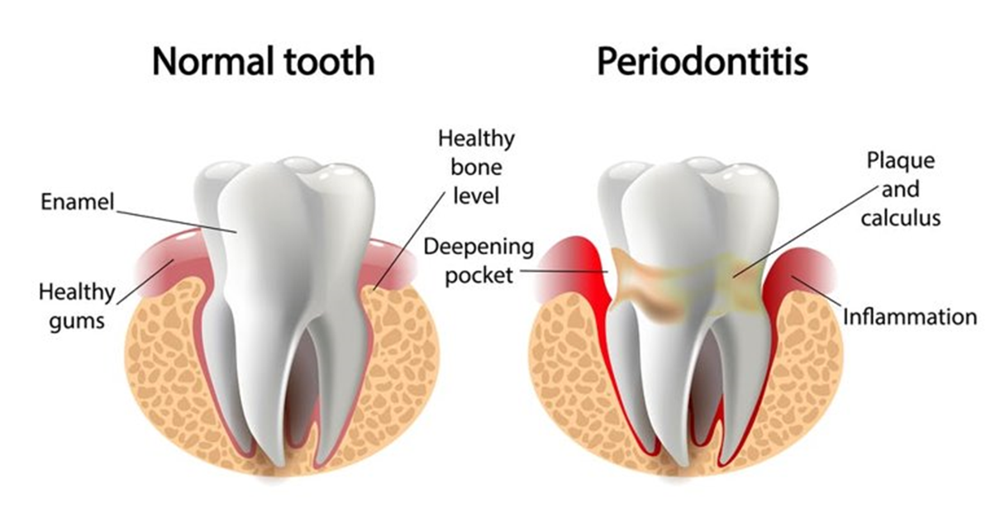 Normal tooth
Periodontitis
Healthy
bone
level
Enamel
Healthy
gums
Plaque
and
calculus
Deepening
pocket
Inflammation